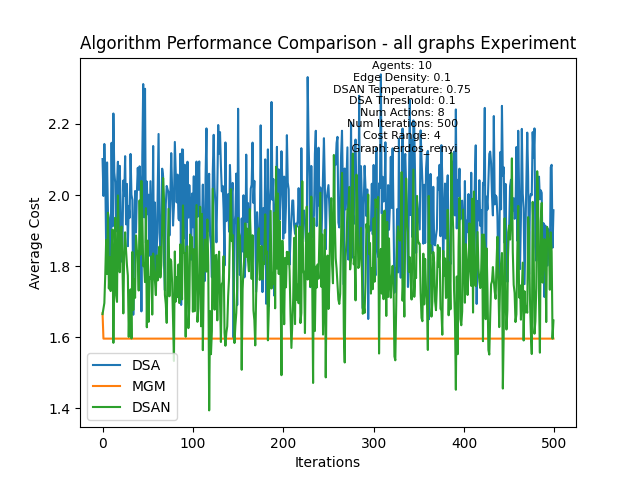 Algorithm Performance Comparison - all graphs Experiment
Agents: 10
Edge Density: 0.1
DSAN Temperature: 0.75
DSA Threshold: 0.1
Num Actions: 8
Num Iterations: 500
Cost Range: 4
Graph: erdos_renyi
2.2
2.0
1.8
1.6
1.4
Average Cost
DSA
MGM
DSAN
0
100
200
300
400
500
Iterations